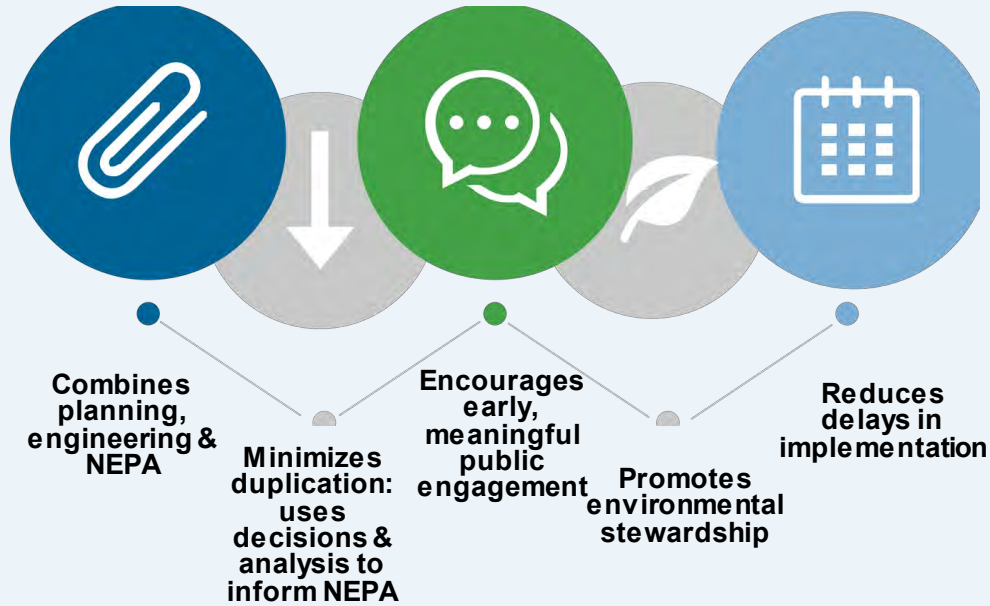 Combines
planning,
engineering &
NEPA
Minimizes
duplication:
uses
decisions &
analysis to
inform NEPA
Encourages
early,
meaningful
public
engagement
Promotes
environmental
stewardship
Reduces
delays in
implementation